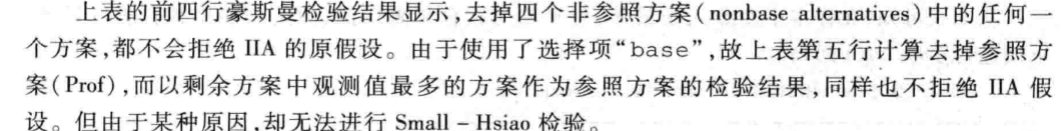 上表的前四行豪斯曼检验结果显示,去掉四个非参照方案(nonbase alternatives)中的任何一
个方案,都不会拒绝 IIA 的原假设。由于使用了选择项“base”,故上表第五行计算去掉参照方
案(Prof),而以剩余方案中观测值最多的方案作为参照方案的检验结果,同样也不拒绝 IIA 假
设。但由于某种原因,却无法进行 Small – Hsiao 检验。